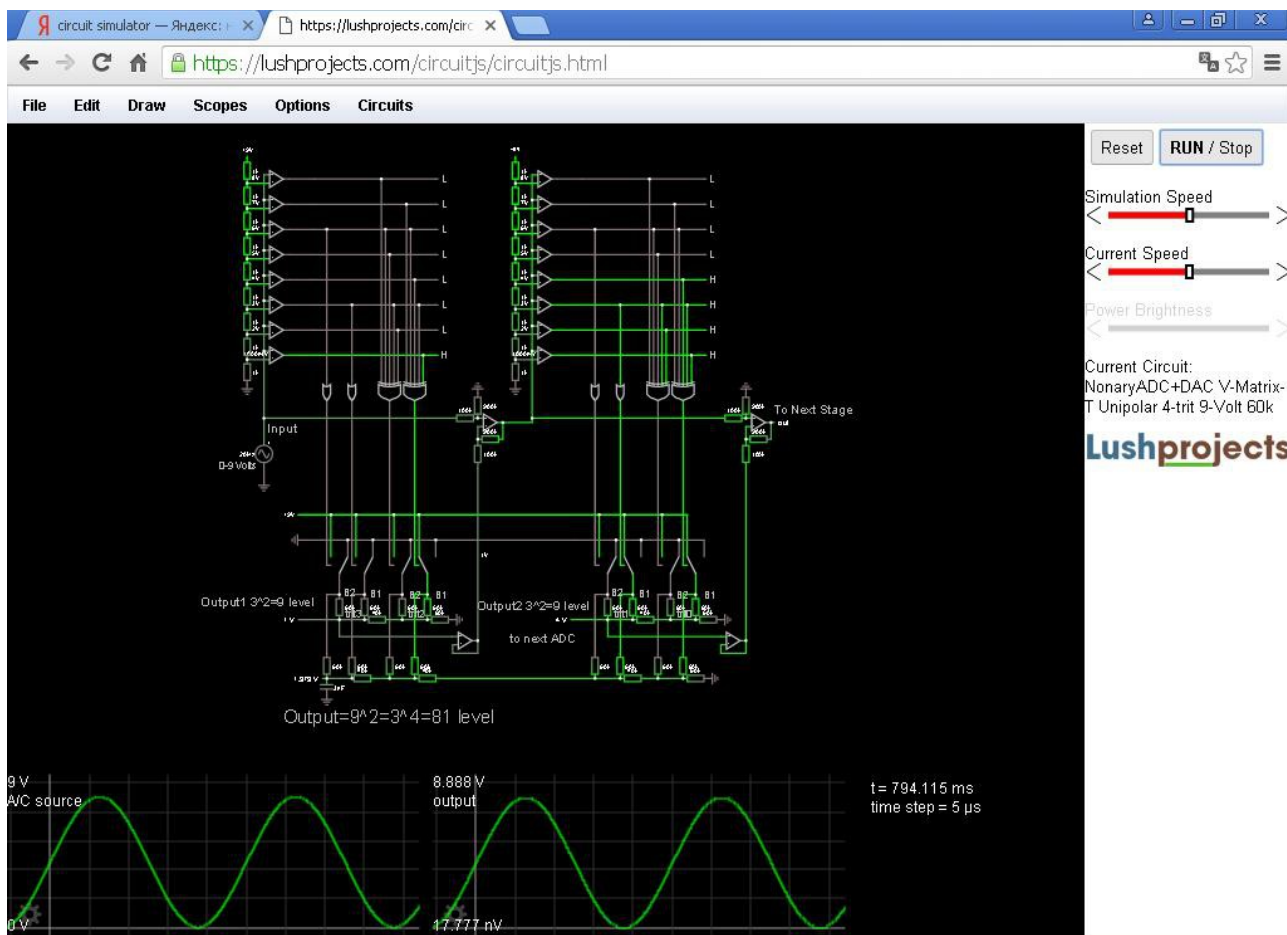 circuit simulator — Яндекс: н
https://lushprojects.com/circ
https://lushprojects.com/circuitjs/circuitjs.html
File Edit Draw Scopes Options Circuits
Reset RUN / Stop
Simulation Speed
Current Speed
Power Brightness
Current Circuit:
NonaryADC+DAC V-Matrix-
T Unipolar 4-trit 9-Volt 60k
Lushprojects
L L
L L
L L
L L
L H
L H
L H
H H
Input
0-9 Volts
To Next Stage
out
Output1 3^2=9 level
B2 B1 B2 B1
Output2 3^2=9 level
B2 B1 B2 B1
to next ADC
Output=9^2=3^4=81 level
9 V
A/C source
0 V
8.888 V
output
17.777 nV
t = 794.115 ms
time step = 5 µs